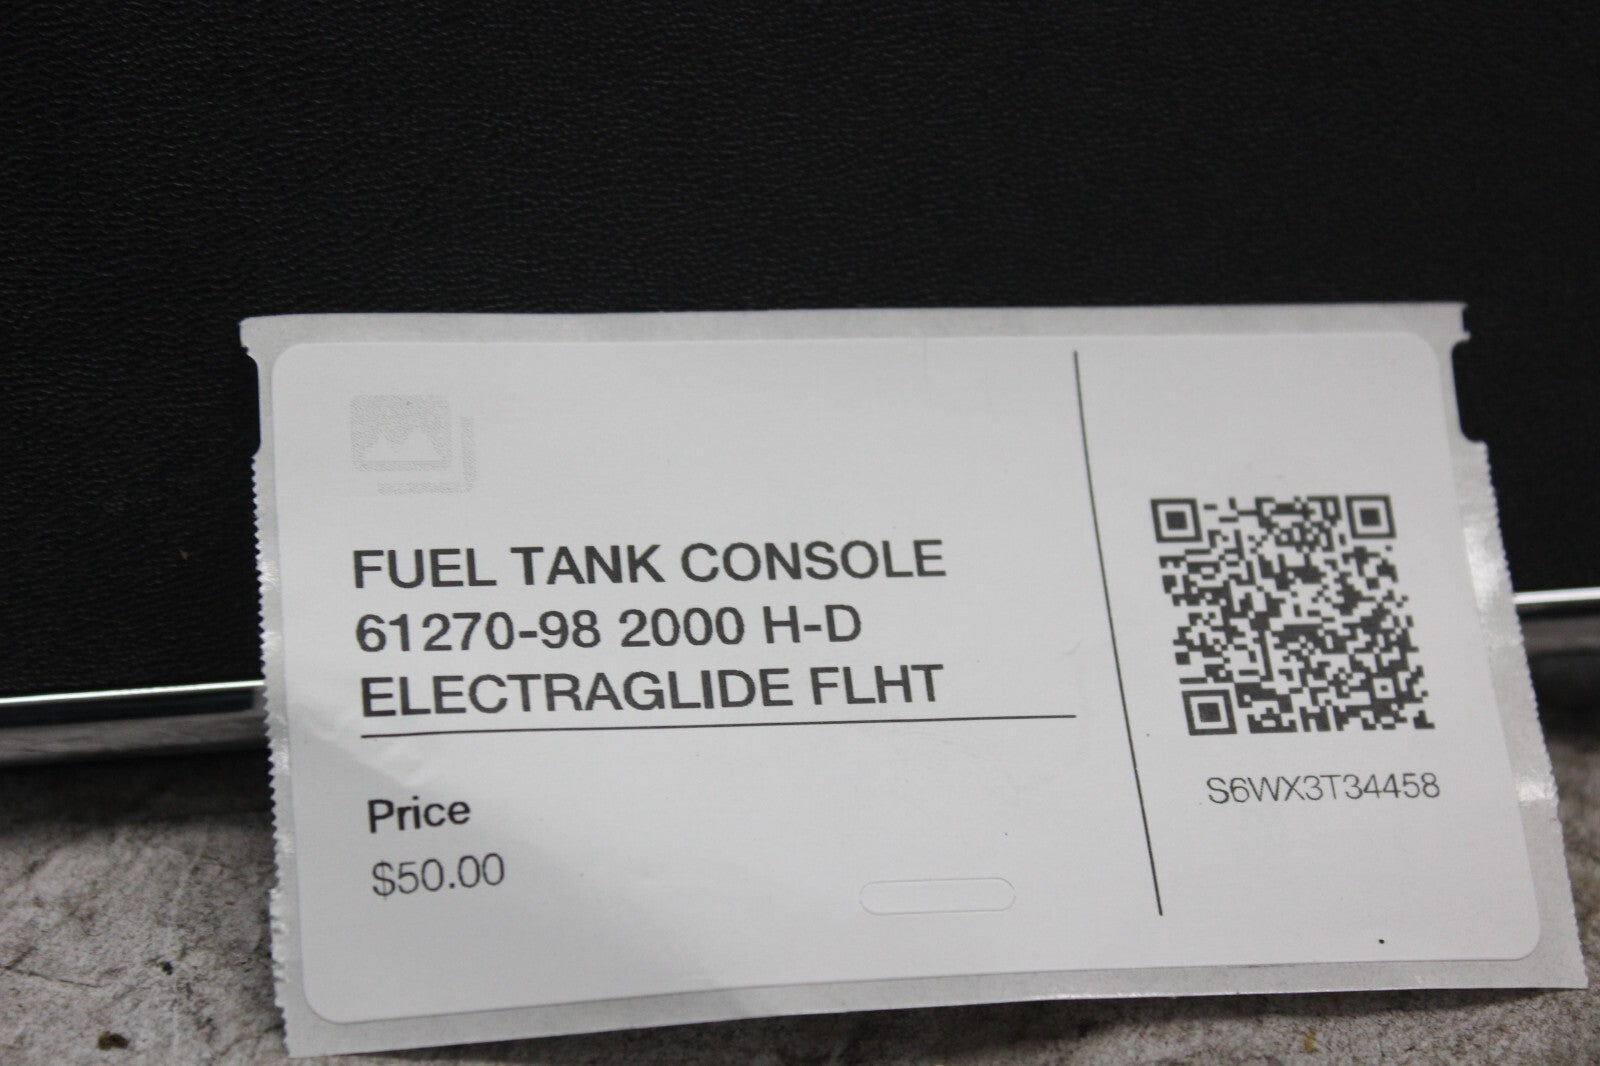 FUEL TANK CONSOLE
61270-98 2000 H-D
ELECTRAGLIDE FLHT
Price
$50.00
S6WX3T34458